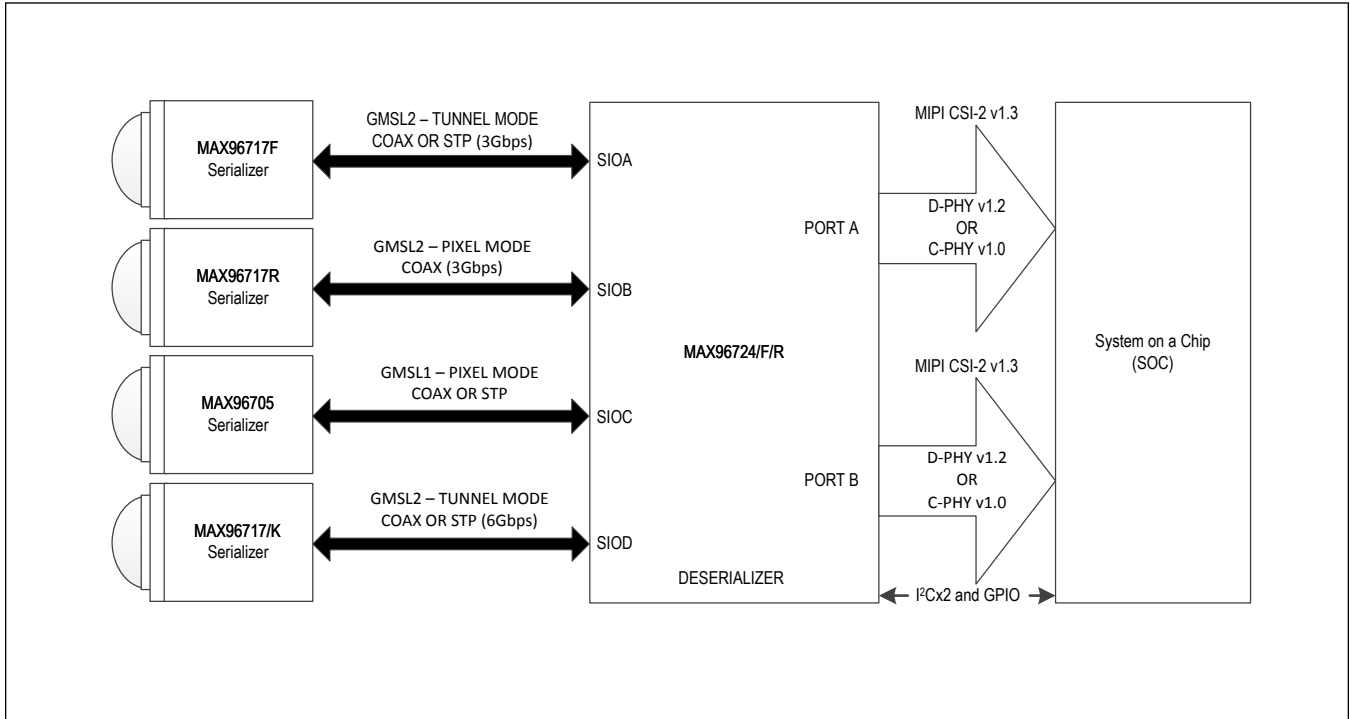 MAX96717F
Serializer
GMSL2 – TUNNEL MODE
COAX OR STP (3Gbps)
SIOA
MAX96717R
Serializer
GMSL2 – PIXEL MODE
COAX (3Gbps)
SIOB
MAX96705
Serializer
GMSL1 – PIXEL MODE
COAX OR STP
SIOC
MAX96717/K
Serializer
GMSL2 – TUNNEL MODE
COAX OR STP (6Gbps)
SIOD
MAX96724/F/R
DESERIALIZER
PORT A
MIPI CSI-2 v1.3
D-PHY v1.2
OR
C-PHY v1.0
PORT B
MIPI CSI-2 v1.3
D-PHY v1.2
OR
C-PHY v1.0
I²Cx2 and GPIO
System on a Chip
(SOC)